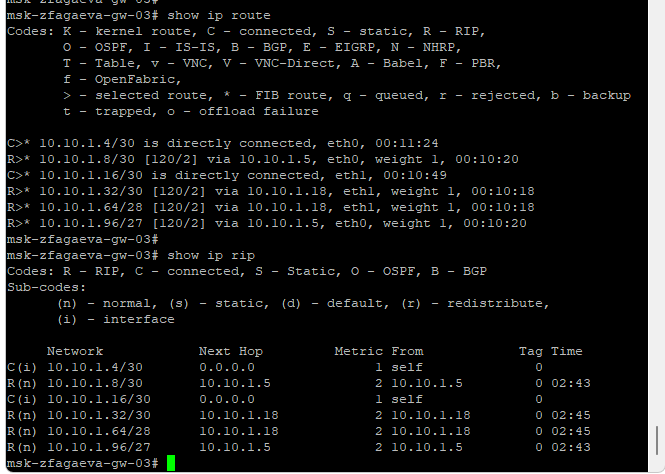 msk-zfagaeva-gw-03#
msk-zfagaeva-gw-03# show ip route
Codes: K - kernel route, C - connected, S - static, R - RIP,
       O - OSPF, I - IS-IS, B - BGP, E - EIGRP, N - NHRP,
       T - Table, v - VNC, V - VNC-Direct, A - Babel, F - PBR,
       f - OpenFabric,
       > - selected route, * - FIB route, q - queued, r - rejected, b - backup
       t - trapped, o - offload failure

C>* 10.10.1.4/30 is directly connected, eth0, 00:11:24
R>* 10.10.1.8/30 [120/2] via 10.10.1.5, eth0, weight 1, 00:10:20
C>* 10.10.1.16/30 is directly connected, eth1, 00:10:49
R>* 10.10.1.32/30 [120/2] via 10.10.1.18, eth1, weight 1, 00:10:18
R>* 10.10.1.64/28 [120/2] via 10.10.1.18, eth1, weight 1, 00:10:18
R>* 10.10.1.96/27 [120/2] via 10.10.1.5, eth0, weight 1, 00:10:20
msk-zfagaeva-gw-03#
msk-zfagaeva-gw-03# show ip rip
Codes: R - RIP, C - connected, S - Static, O - OSPF, B - BGP
Sub-codes:
      (n) - normal, (s) - static, (d) - default, (r) - redistribute,
      (i) - interface

     Network            Next Hop         Metric From            Tag Time
C(i) 10.10.1.4/30       0.0.0.0               1 self              0
R(n) 10.10.1.8/30       10.10.1.5             2 10.10.1.5         0 02:43
C(i) 10.10.1.16/30      0.0.0.0               1 self              0
R(n) 10.10.1.32/30      10.10.1.18            2 10.10.1.18        0 02:45
R(n) 10.10.1.64/28      10.10.1.18            2 10.10.1.18        0 02:45
R(n) 10.10.1.96/27      10.10.1.5             2 10.10.1.5         0 02:43
msk-zfagaeva-gw-03#